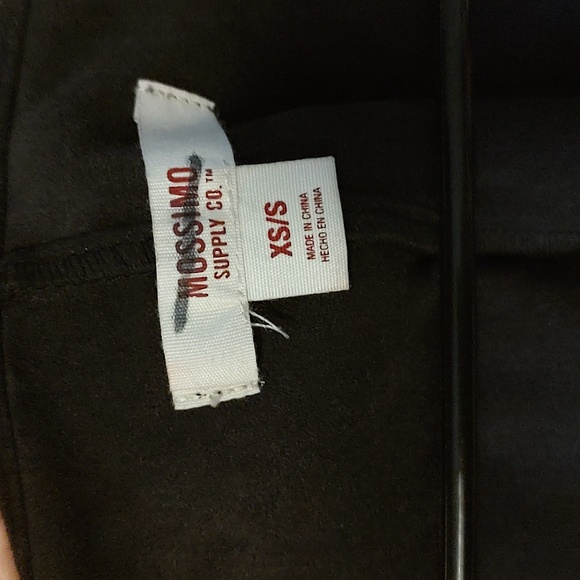 MOSSIMO
SUPPLY CO.™
XS/S
MADE IN CHINA
HECHO EN CHINA